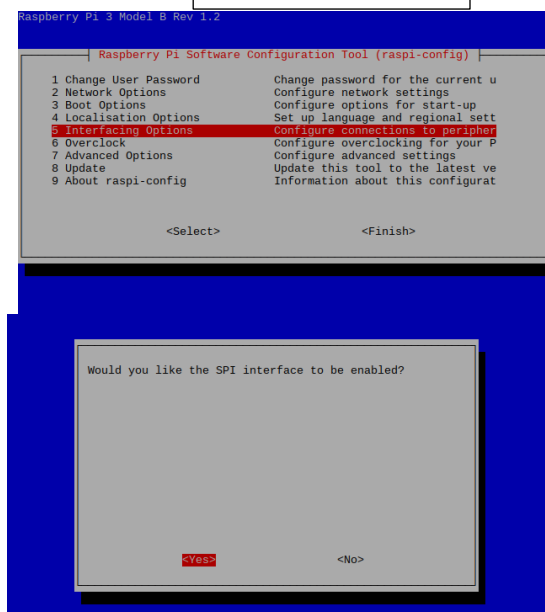 Raspberry Pi 3 Model B Rev 1.2
Raspberry Pi Software Configuration Tool (raspi-config)
1 Change User Password Change password for the current u
2 Network Options Configure network settings
3 Boot Options Configure options for start-up
4 Localisation Options Set up language and regional sett
5 Interfacing Options Configure connections to peripher
6 Overclock Configure overclocking for your P
7 Advanced Options Configure advanced settings
8 Update Update this tool to the latest ve
9 About raspi-config Information about this configurat
<Select> <Finish>
Would you like the SPI interface to be enabled?
<Yes> <No>